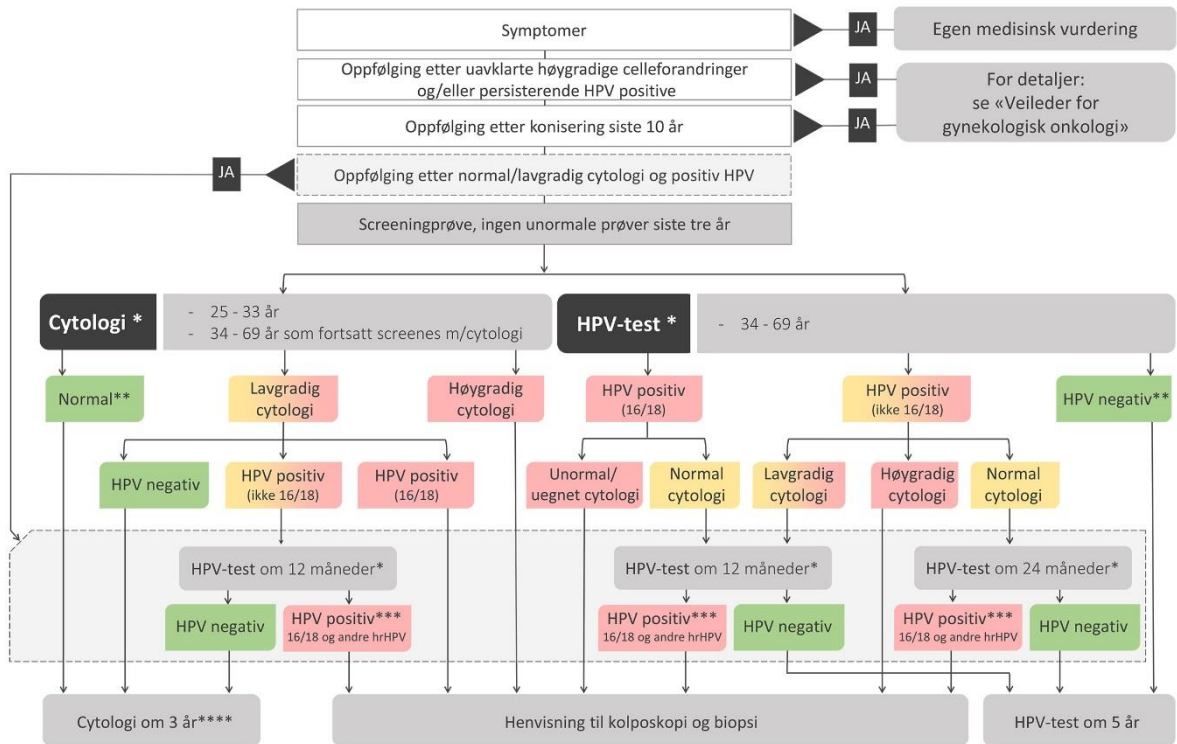 Symptomer
JA
Egen medisinsk vurdering
Oppfølging etter uavklarte høygradige celleforandringer
og/eller persisterende HPV positive
JA
For detaljer:
se «Veileder for
gynekologisk onkologi»
Oppfølging etter konisering siste 10 år
JA
JA
Oppfølging etter normal/lavgradig cytologi og positiv HPV
Screeningprøve, ingen unormale prøver siste tre år
Cytologi *
- 25 - 33 år
- 34 - 69 år som fortsatt screenes m/cytologi
HPV-test *
- 34 - 69 år
Normal**
Lavgradig
cytologi
Høygradig
cytologi
HPV positiv
(16/18)
HPV positiv
(ikke 16/18)
HPV negativ**
HPV negativ
HPV positiv
(ikke 16/18)
HPV positiv
(16/18)
Unormal/
uegnet cytologi
Normal
cytologi
Lavgradig
cytologi
Høygradig
cytologi
Normal
cytologi
HPV-test om 12 måneder*
HPV-test om 12 måneder*
HPV-test om 24 måneder*
HPV negativ
HPV positiv***
16/18 og andre hrHPV
HPV positiv***
16/18 og andre hrHPV
HPV negativ
HPV positiv***
16/18 og andre hrHPV
HPV negativ
Cytologi om 3 år****
Henvisning til kolposkopi og biopsi
HPV-test om 5 år